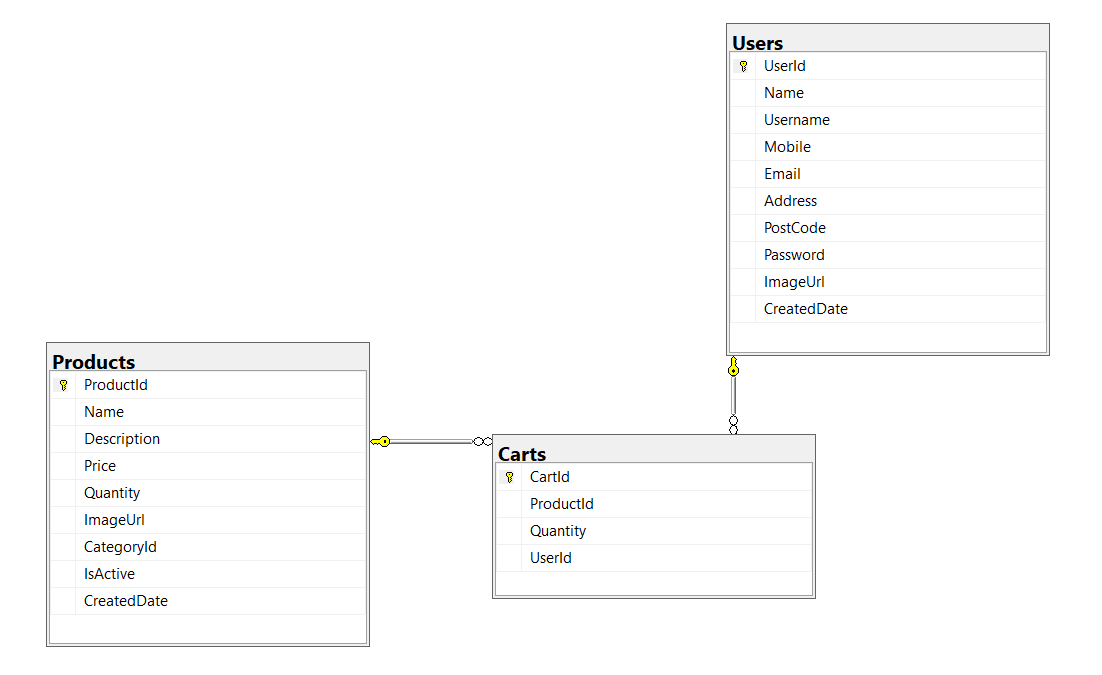 Users
UserId
Name
Username
Mobile
Email
Address
PostCode
Password
ImageUrl
CreatedDate
Products
ProductId
Name
Description
Price
Quantity
ImageUrl
CategoryId
IsActive
CreatedDate
Carts
CartId
ProductId
Quantity
UserId